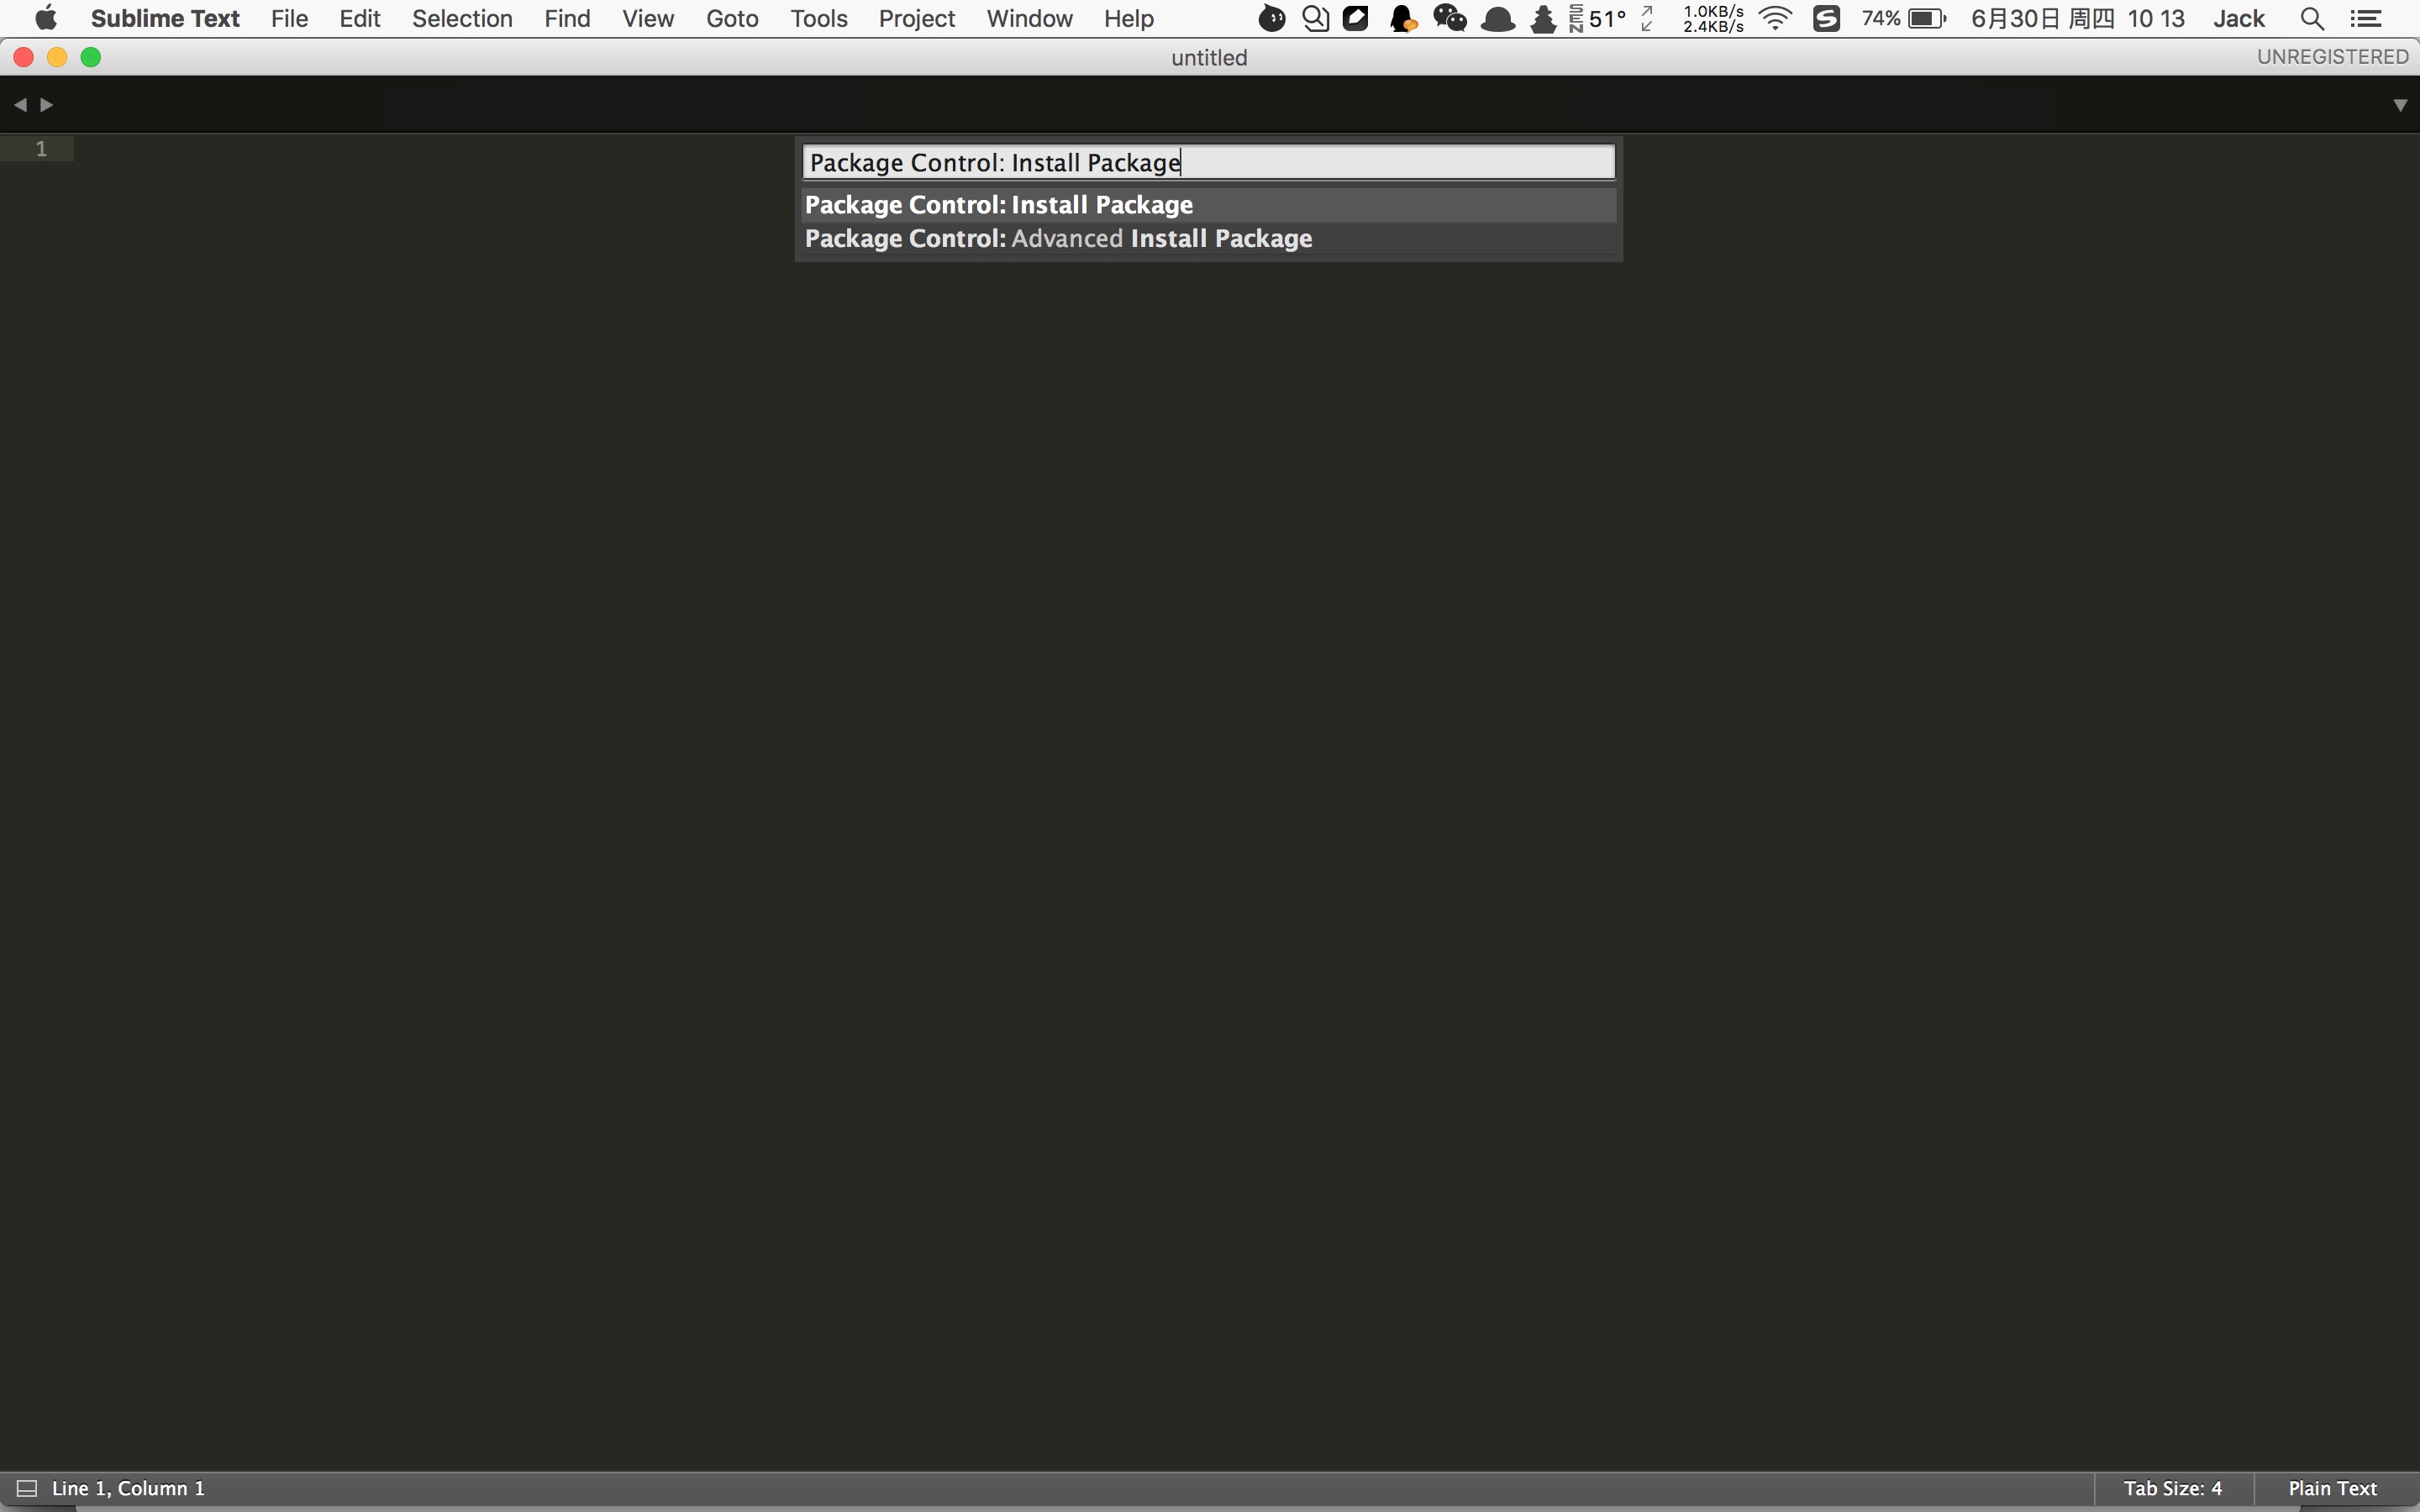 Sublime Text File Edit Selection Find View Goto Tools Project Window Help SEN 51° 1.0KB/s 2.4KB/s 74% 6月30日 周四 10 13 Jack
untitled UNREGISTERED
1
Package Control: Install Package
Package Control: Install Package
Package Control: Advanced Install Package
Line 1, Column 1 Tab Size: 4 Plain Text